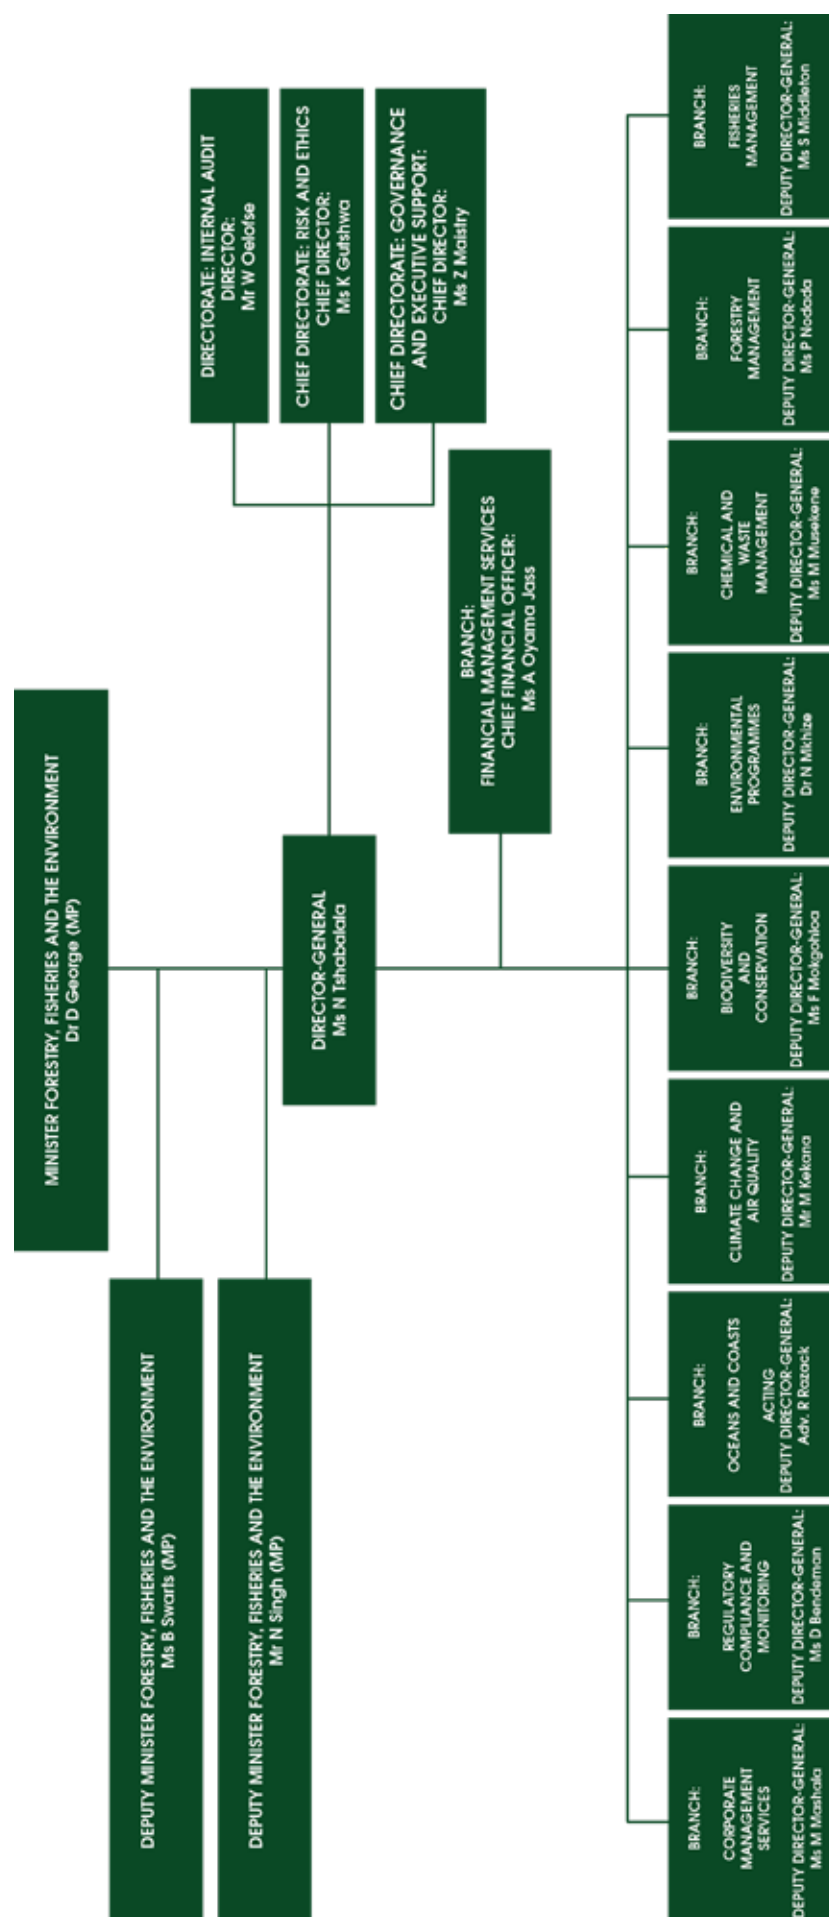 MINISTER FORESTRY, FISHERIES AND THE ENVIRONMENT
Dr D George (MP)
DEPUTY MINISTER FORESTRY, FISHERIES AND THE ENVIRONMENT
Ms B Swarts (MP)
DEPUTY MINISTER FORESTRY, FISHERIES AND THE ENVIRONMENT
Mr N Singh (MP)
DIRECTOR-GENERAL
Ms N Tshabalala
DIRECTORATE: INTERNAL AUDIT
DIRECTOR:
Mr W Oelofse
CHIEF DIRECTORATE: RISK AND ETHICS
CHIEF DIRECTOR:
Ms K Gutshwa
CHIEF DIRECTORATE: GOVERNANCE
AND EXECUTIVE SUPPORT:
CHIEF DIRECTOR:
Ms Z Maistry
BRANCH:
FINANCIAL MANAGEMENT SERVICES
CHIEF FINANCIAL OFFICER:
Ms A Oyama Jass
BRANCH:
CORPORATE
MANAGEMENT
SERVICES
DEPUTY DIRECTOR-GENERAL:
Ms M Mashala
BRANCH:
REGULATORY
COMPLIANCE AND
MONITORING
DEPUTY DIRECTOR-GENERAL:
Ms D Bendeman
BRANCH:
OCEANS AND COASTS
ACTING
DEPUTY DIRECTOR-GENERAL:
Adv. R Razack
BRANCH:
CLIMATE CHANGE AND
AIR QUALITY
DEPUTY DIRECTOR-GENERAL:
Mr M Kekana
BRANCH:
BIODIVERSITY
AND
CONSERVATION
DEPUTY DIRECTOR-GENERAL:
Ms F Mokgohloa
BRANCH:
ENVIRONMENTAL
PROGRAMMES
DEPUTY DIRECTOR-GENERAL:
Dr N Mkhize
BRANCH:
CHEMICAL AND
WASTE
MANAGEMENT
DEPUTY DIRECTOR-GENERAL:
Ms M Musekene
BRANCH:
FORESTRY
MANAGEMENT
DEPUTY DIRECTOR-GENERAL:
Ms P Nodada
BRANCH:
FISHERIES
MANAGEMENT
DEPUTY DIRECTOR-GENERAL:
Ms S Middleton